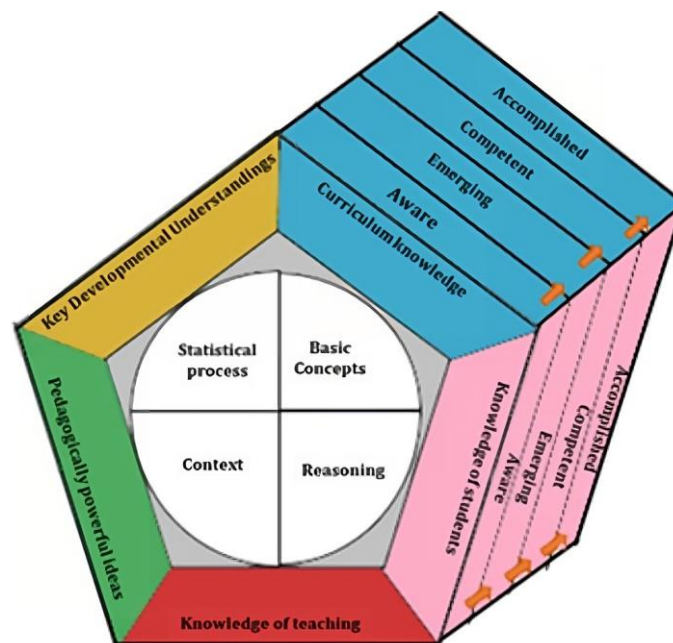 Accomplished
Competent
Emerging
Aware
Curriculum knowledge
Key Developmental Understandings
Statistical
process
Basic
Concepts
Context
Reasoning
Pedagogically powerful ideas
Knowledge of students
Aware
Emerging
Competent
Accomplished
Knowledge of teaching